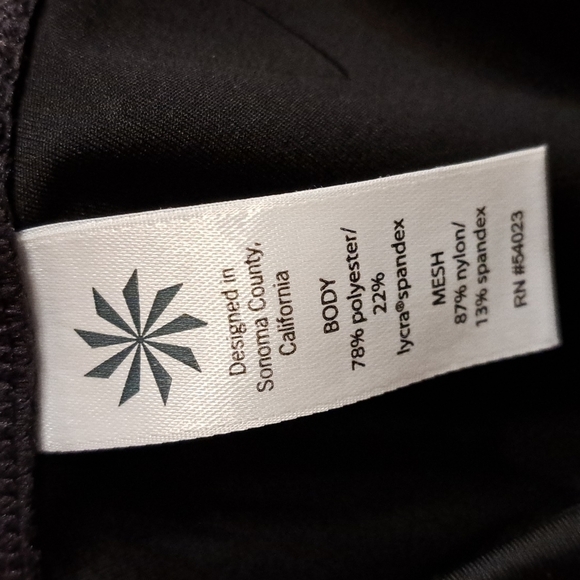 Designed in
Sonoma County,
California
BODY
78% polyester/
22%
lycra®spandex
MESH
87% nylon/
13% spandex
RN #54023